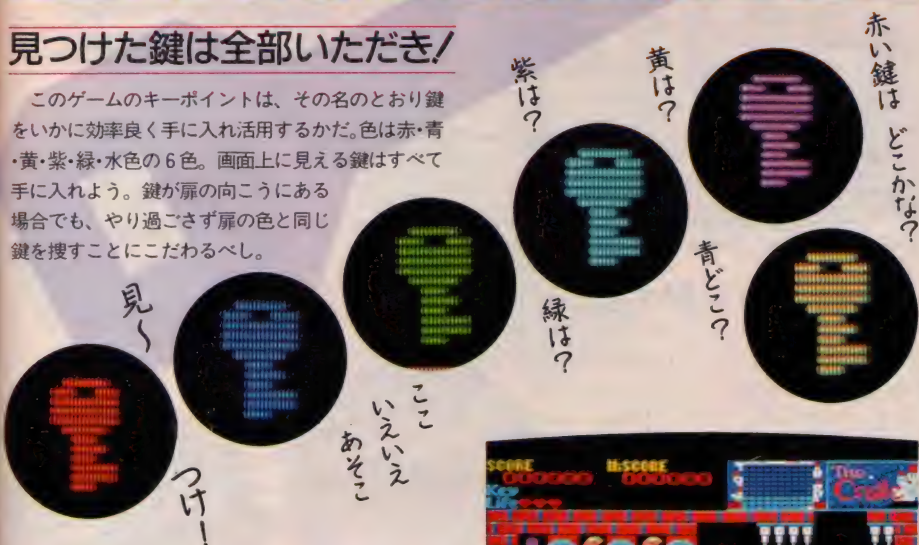 見つけた鍵は全部いただき!
このゲームのキーポイントは、その名のとおり鍵
をいかに効率良く手に入れ活用するかだ。色は赤・青
・黄・紫・緑・水色の6色。画面上に見える鍵はすべて
手に入れよう。鍵が扉の向こうにある
場合でも、やり過ごさず扉の色と同じ
鍵を捜すことにこだわるべし。
赤い鍵は
どこかな?
黄は?
紫は?
青どこ?
緑は?
ここ
いえいえ
あそこ
見〜
つけ!
SCORE
HISCORE
The